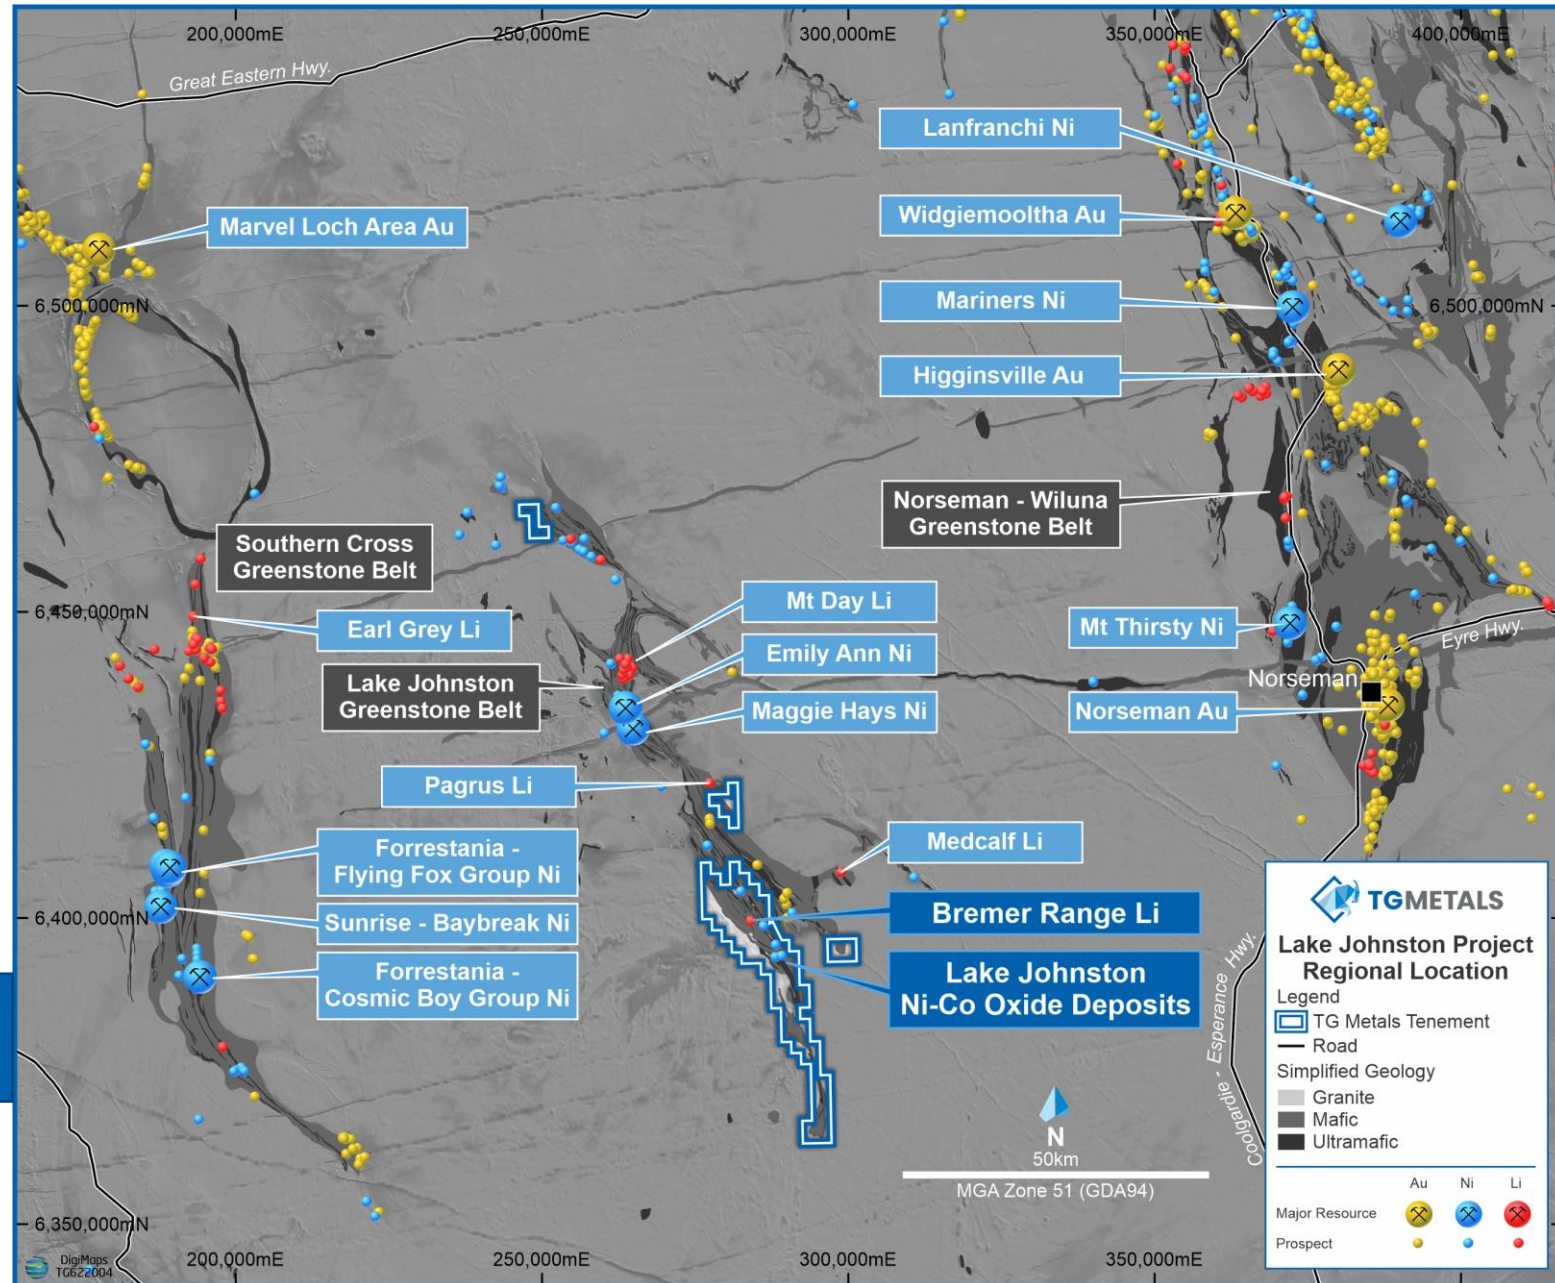 200,000mE
250,000mE
300,000mE
350,000mE
400,000mE
Great Eastern Hwy.
Lanfranchi Ni
Marvel Loch Area Au
Widgiemooltha Au
6,500,000mN
Mariners Ni
6,500,000mN
Higginsville Au
Norseman - Wiluna
Greenstone Belt
Southern Cross
Greenstone Belt
6,450,000mN
Mt Day Li
Earl Grey Li
Mt Thirsty Ni
Eyre Hwy.
Emily Ann Ni
Lake Johnston
Greenstone Belt
Norseman
Maggie Hays Ni
Norseman Au
Pagrus Li
Medcalf Li
Forrestania -
Flying Fox Group Ni
6,400,000mN
Sunrise - Baybreak Ni
Bremer Range Li
Forrestania -
Cosmic Boy Group Ni
Lake Johnston
Ni-Co Oxide Deposits
Coolgardie - Esperance Hwy.
TGMETALS
Lake Johnston Project
Regional Location
Legend
TG Metals Tenement
Road
Simplified Geology
Granite
Mafic
Ultramafic
Au Ni Li
Major Resource
Prospect
N
50km
MGA Zone 51 (GDA94)
6,350,000mN
DigiMaps
TG622004
200,000mE
250,000mE
300,000mE
350,000mE